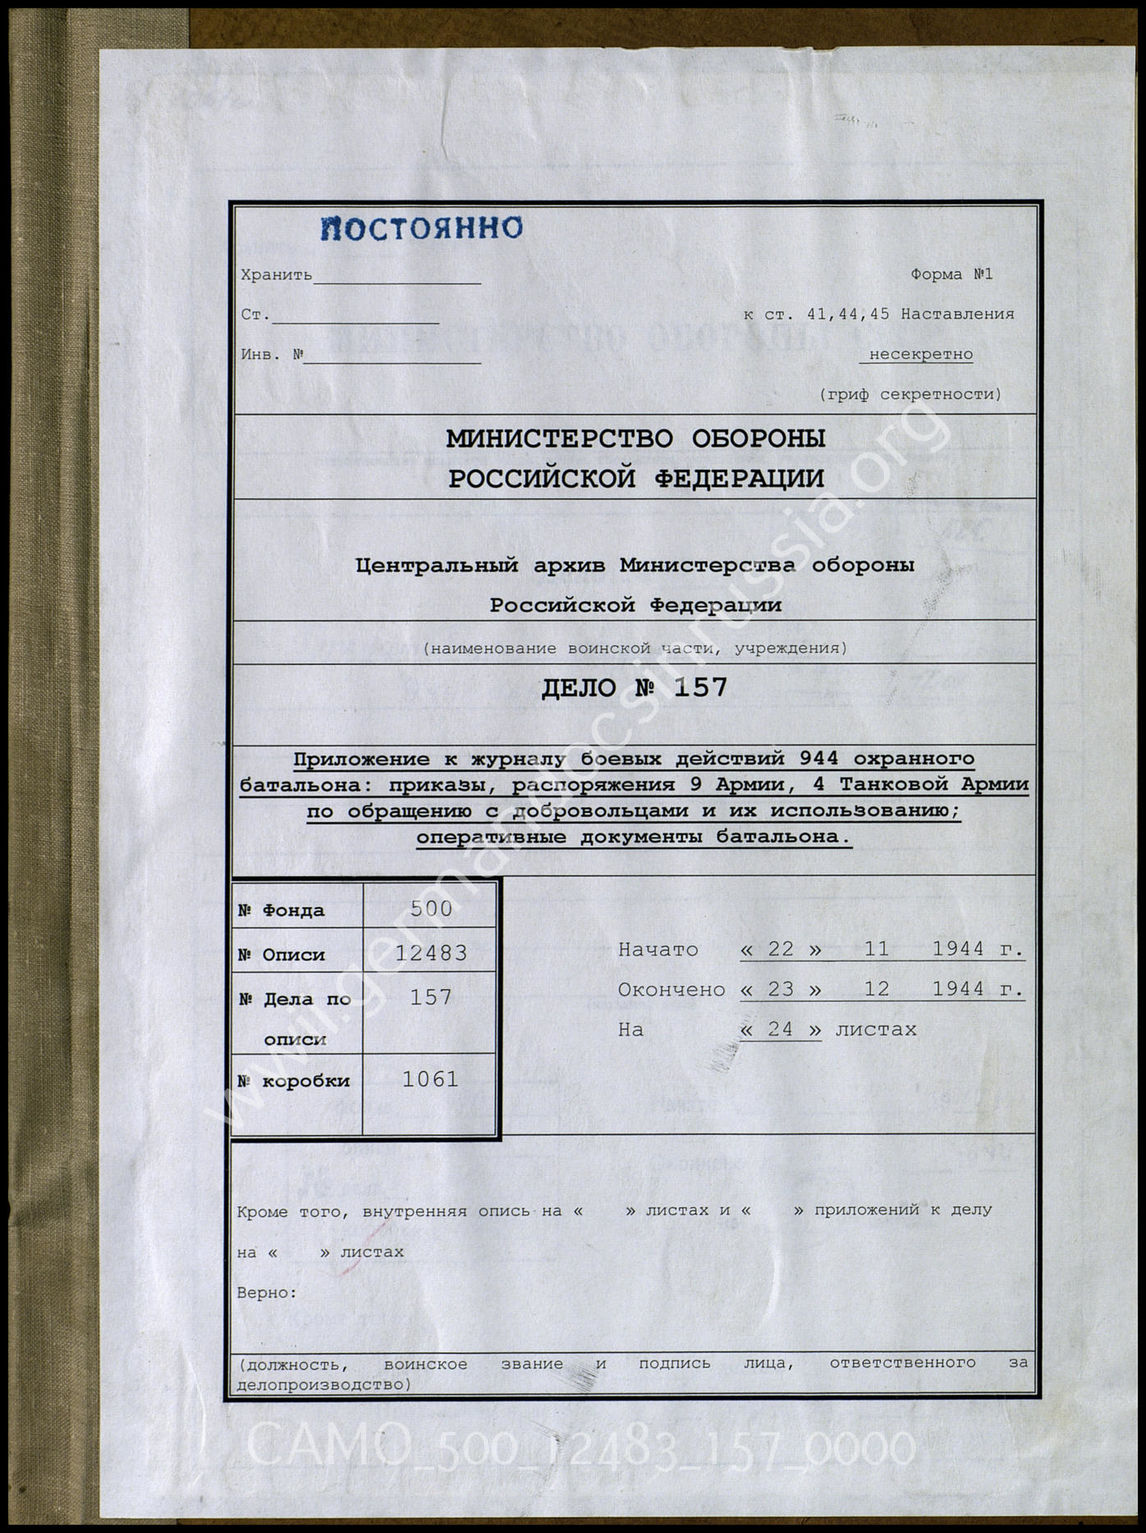 ПОСТОЯННО
Хранить
Форма №1
Ст.
к ст. 41,44,45 Наставления
Инв. №
несекретно
(гриф секретности)
МИНИСТЕРСТВО ОБОРОНЫ
РОССИЙСКОЙ ФЕДЕРАЦИИ
Центральный архив Министерства обороны
Российской Федерации
(наименование воинской части, учреждения)
ДЕЛО № 157
Приложение к журналу боевых действий 944 охранного
батальона: приказы, распоряжения 9 Армии, 4 Танковой Армии
по обращению с добровольцами и их использованию;
оперативные документы батальона.
№ Фонда 500
№ Описи 12483
№ Дела по 157
описи
№ коробки 1061
Начато « 22 » 11 1944 г.
Окончено « 23 » 12 1944 г.
На « 24 » листах
Кроме того, внутренняя опись на « » листах и « » приложений к делу
на « » листах
Верно:
(должность, воинское звание и подпись лица, ответственного за
делопроизводство)
www.germandocsinrussia.org
CAMO_500_12483_157_0000